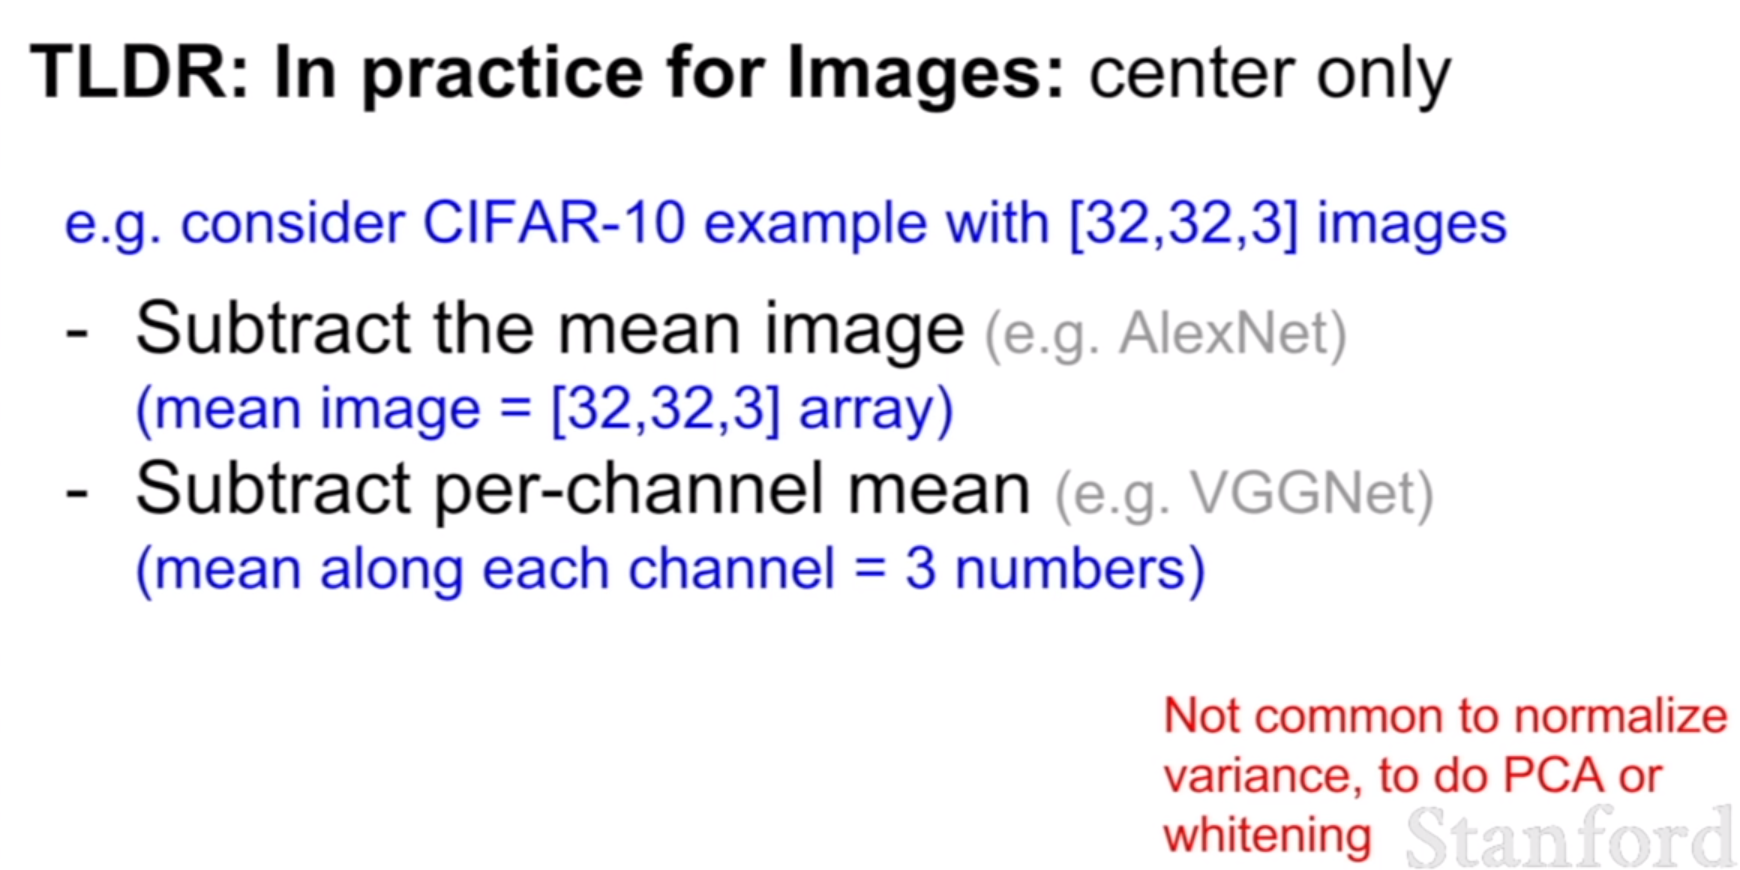 TLDR: In practice for Images: center only
e.g. consider CIFAR-10 example with [32,32,3] images
- Subtract the mean image (e.g. AlexNet)
(mean image = [32,32,3] array)
- Subtract per-channel mean (e.g. VGGNet)
(mean along each channel = 3 numbers)
Not common to normalize
variance, to do PCA or
whitening
Stanford